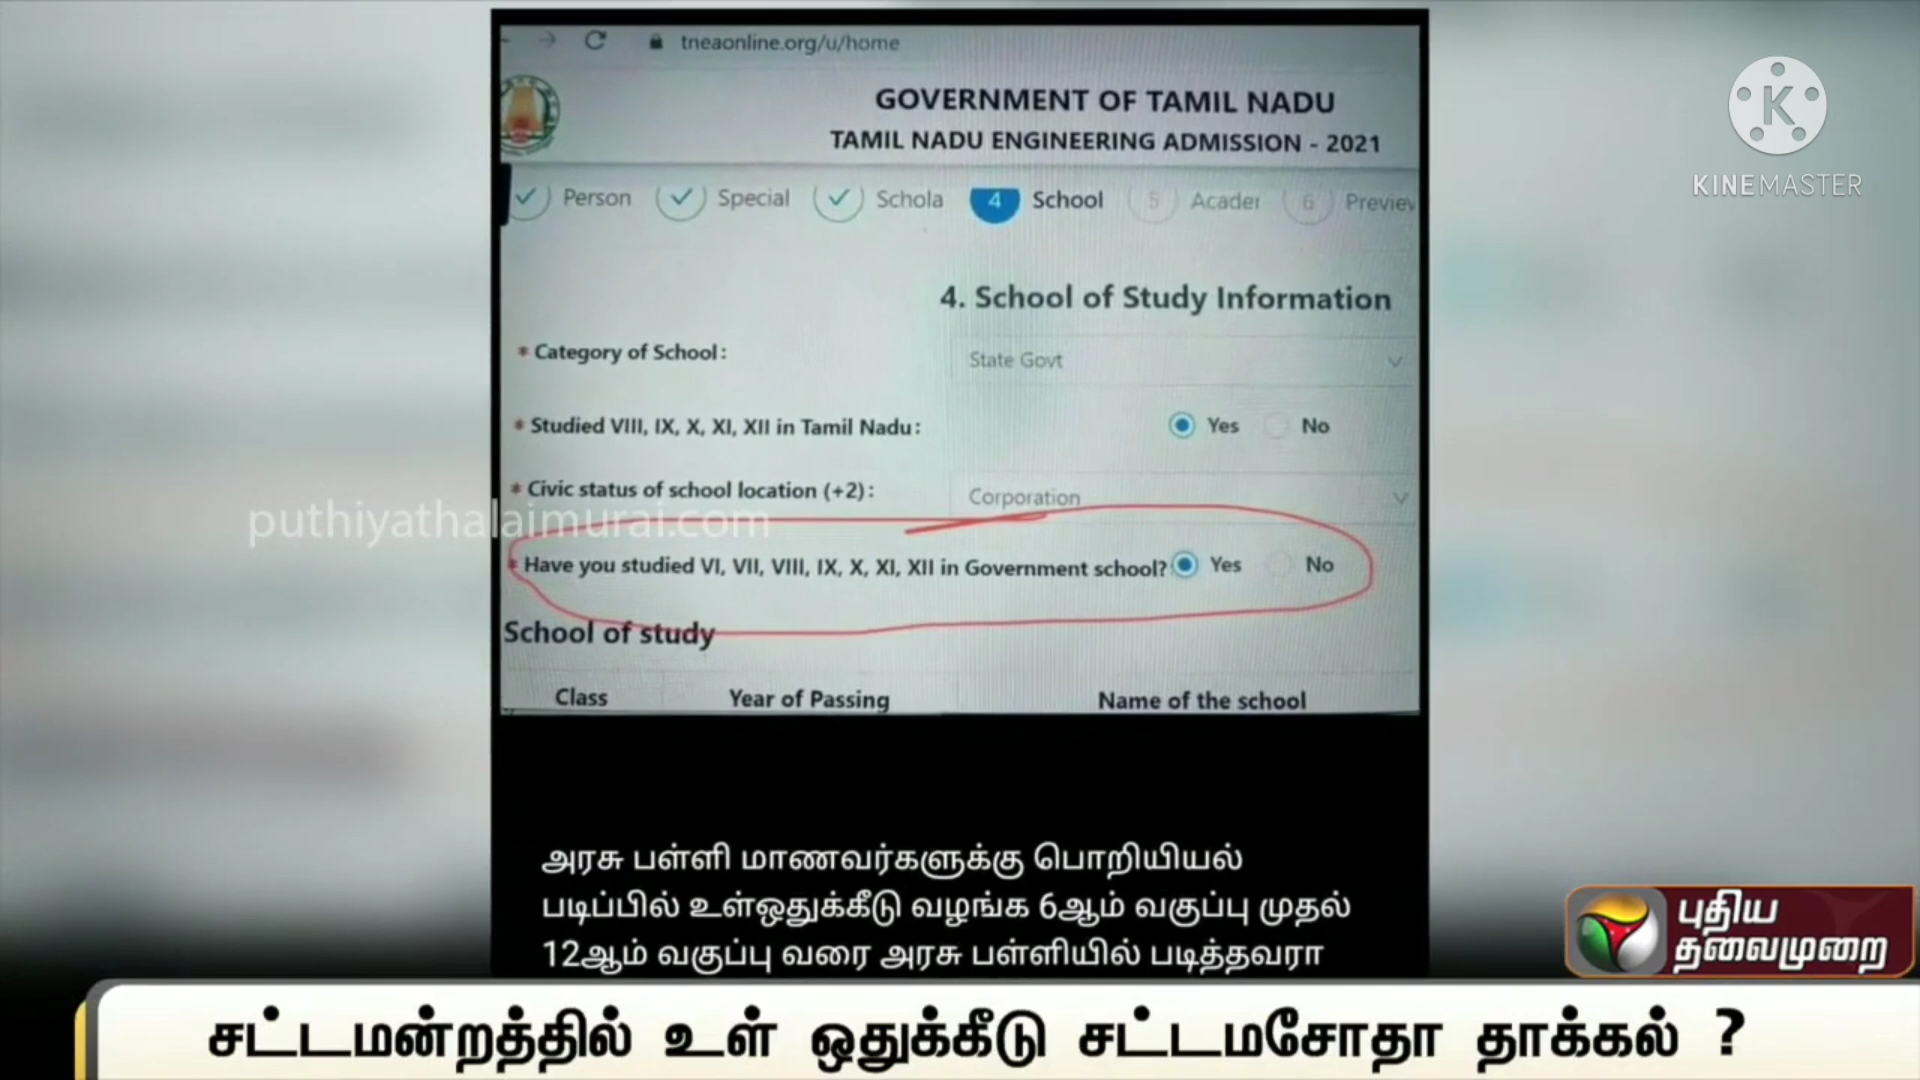 tneaonline.org/u/home
GOVERNMENT OF TAMIL NADU
TAMIL NADU ENGINEERING ADMISSION - 2021
K
KINEMASTER
Person Special Schola 4 School 5 Acader 6 Preview
4. School of Study Information
* Category of School: State Govt
* Studied VIII, IX, X, XI, XII in Tamil Nadu: Yes No
* Civic status of school location (+2): Corporation
puthiyathalaimurai.com
* Have you studied VI, VII, VIII, IX, X, XI, XII in Government school? Yes No
School of study
Class Year of Passing Name of the school
அரசு பள்ளி மாணவர்களுக்கு பொறியியல்
படிப்பில் உள்ஒதுக்கீடு வழங்க 6ஆம் வகுப்பு முதல்
12ஆம் வகுப்பு வரை அரசு பள்ளியில் படித்தவரா
புதிய
தலைமுறை
சட்டமன்றத்தில் உள் ஒதுக்கீடு சட்டமசோதா தாக்கல் ?